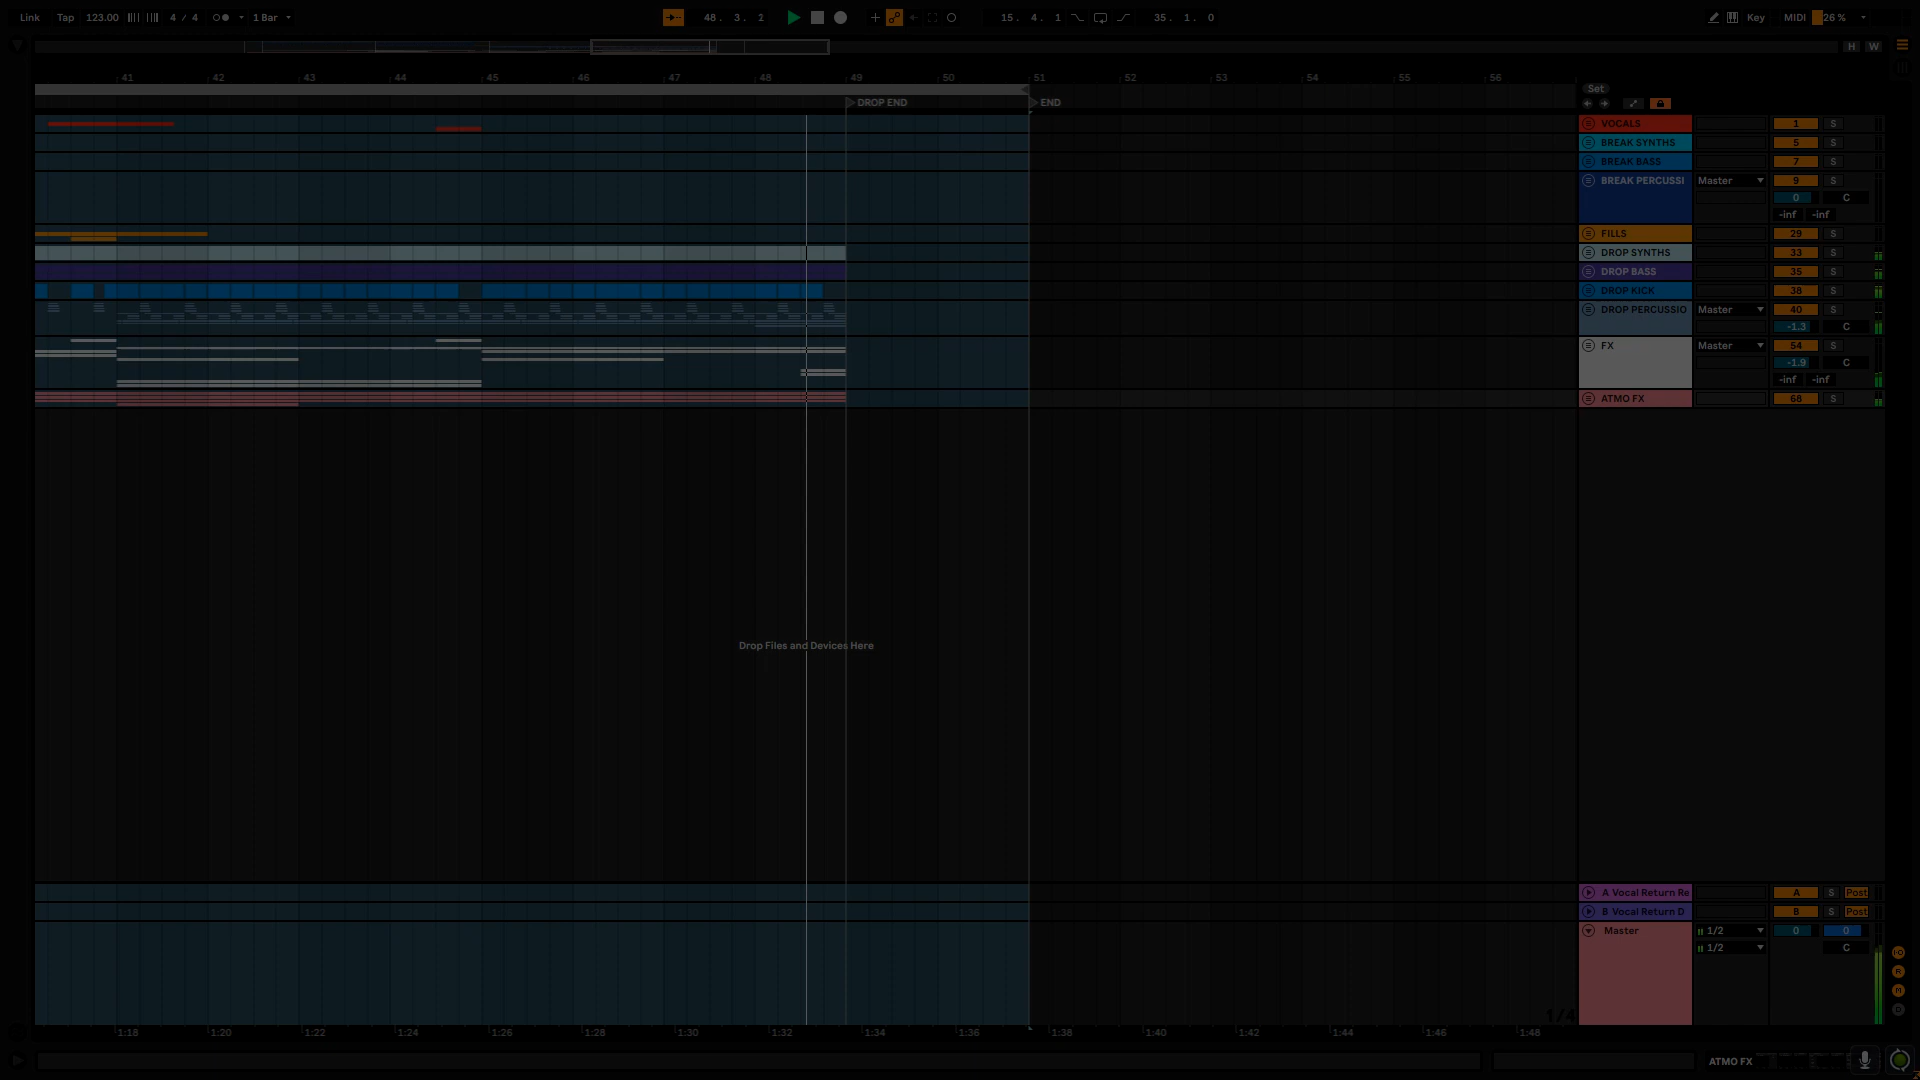 Link Tap 123.00 4 / 4 1 Bar 48 . 3 . 2 15 . 4 . 1 35 . 1 . 0 Key MIDI 26 %
H W
41 42 43 44 45 46 47 48 49 50 51 52 53 54 55 56
Set
DROP END END
VOCALS 1 S
BREAK SYNTHS 5 S
BREAK BASS 7 S
BREAK PERCUSSI Master 9 S
0 C
-inf -inf
FILLS 29 S
DROP SYNTHS 33 S
DROP BASS 35 S
DROP KICK 38 S
DROP PERCUSSIO Master 40 S
-1.3 C
FX Master 54 S
-1.9 C
-inf -inf
ATMO FX 68 S
Drop Files and Devices Here
A Vocal Return Re A S Post
B Vocal Return D B S Post
Master 1/2 0 0
1/2 C
1/4
1:18 1:20 1:22 1:24 1:26 1:28 1:30 1:32 1:34 1:36 1:38 1:40 1:42 1:44 1:46 1:48
ATMO FX